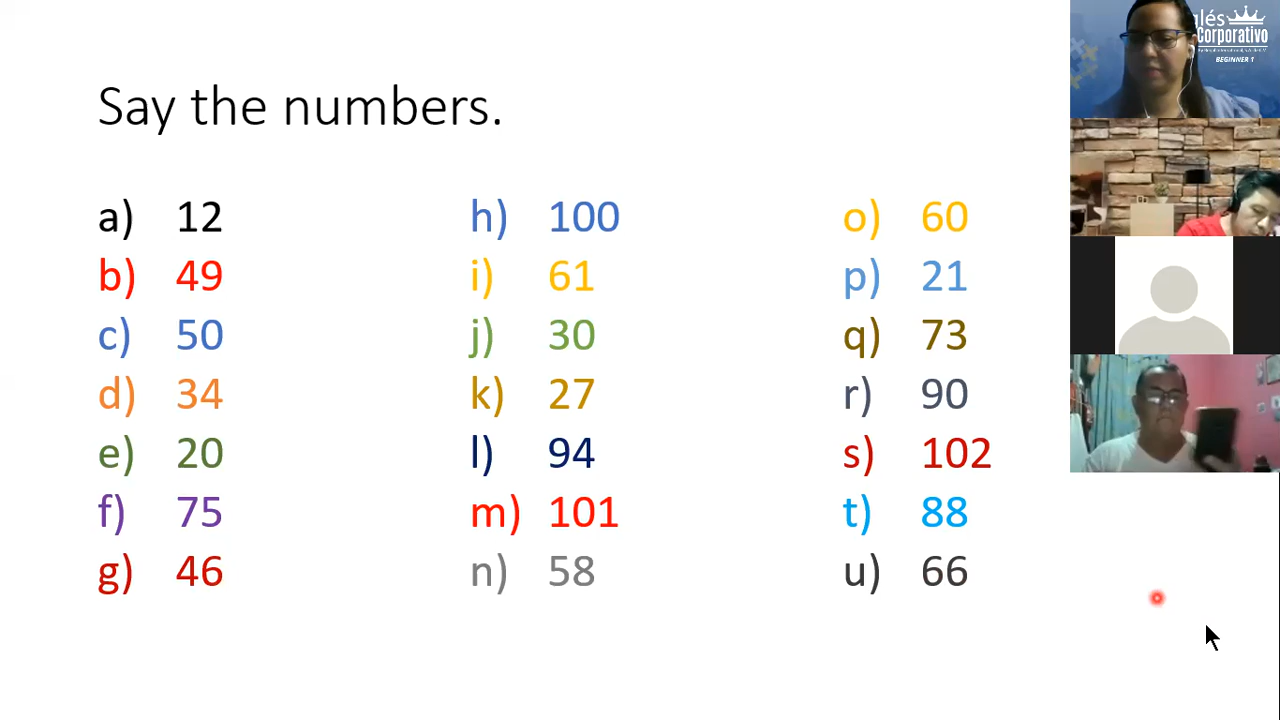 Say the numbers.
a) 12
b) 49
c) 50
d) 34
e) 20
f) 75
g) 46
h) 100
i) 61
j) 30
k) 27
l) 94
m) 101
n) 58
o) 60
p) 21
q) 73
r) 90
s) 102
t) 88
u) 66
glés
Corporativo
BEGINNER 1